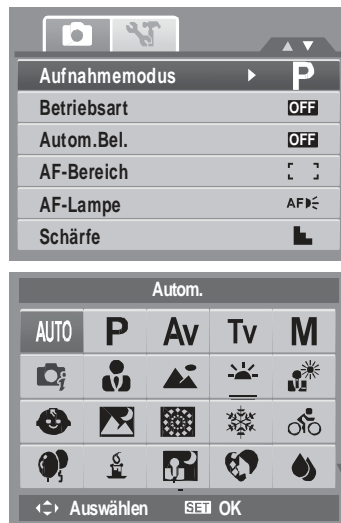 Aufnahmemodus P
Betriebsart OFF
Autom.Bel. OFF
AF-Bereich
AF-Lampe AF
Schärfe
Autom.
AUTO P Av Tv M
Auswählen SET OK